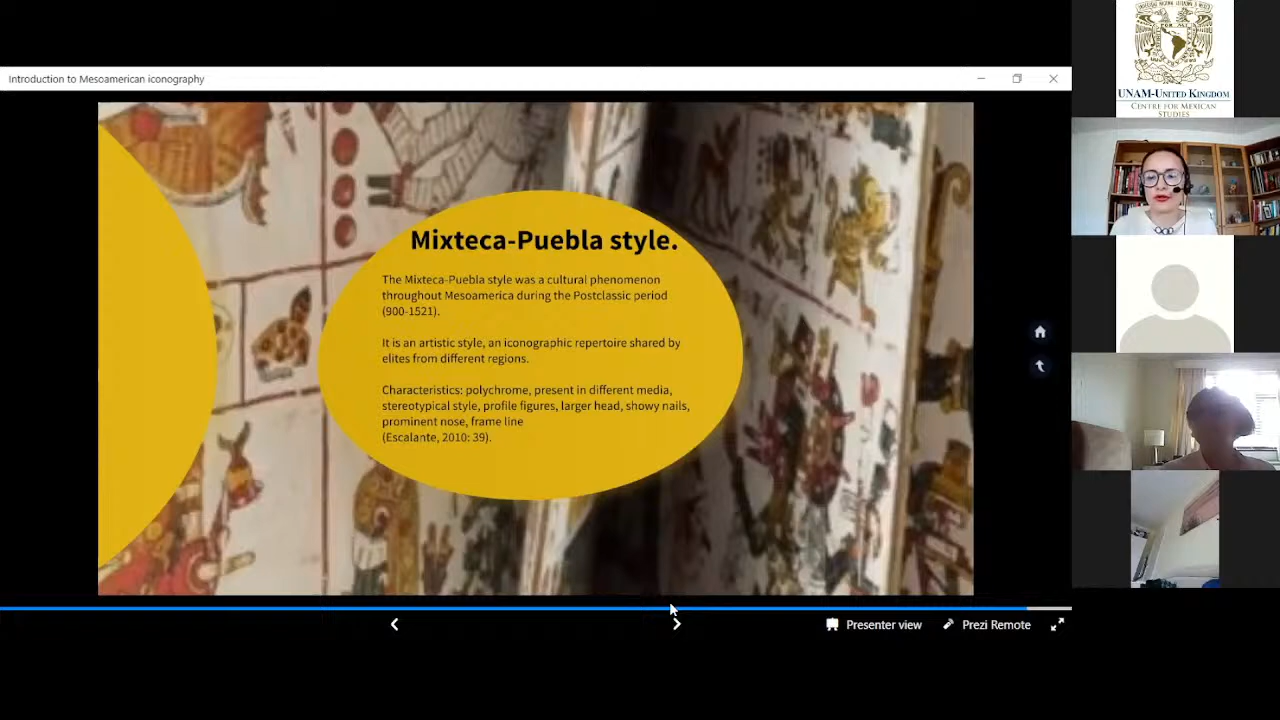 Introduction to Mesoamerican iconography
UNAM-UNITED KINGDOM
CENTRE FOR MEXICAN
STUDIES
Mixteca-Puebla style.
The Mixteca-Puebla style was a cultural phenomenon
throughout Mesoamerica during the Postclassic period
(900-1521).
It is an artistic style, an iconographic repertoire shared by
elites from different regions.
Characteristics: polychrome, present in different media,
stereotypical style, profile figures, larger head, showy nails,
prominent nose, frame line
(Escalante, 2010: 39).
Presenter view
Prezi Remote